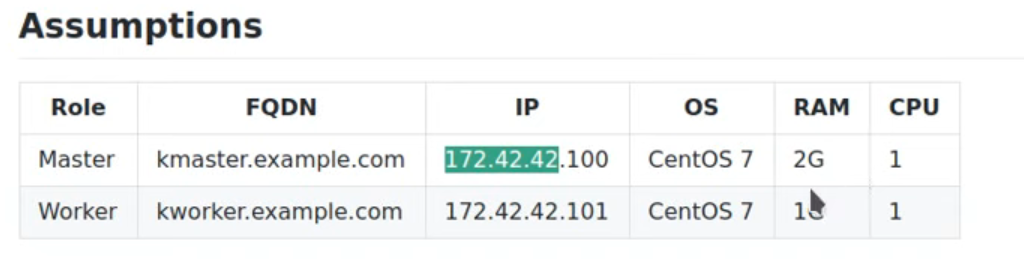 Assumptions
Role FQDN IP OS RAM CPU
Master kmaster.example.com 172.42.42.100 CentOS 7 2G 1
Worker kworker.example.com 172.42.42.101 CentOS 7 1G 1